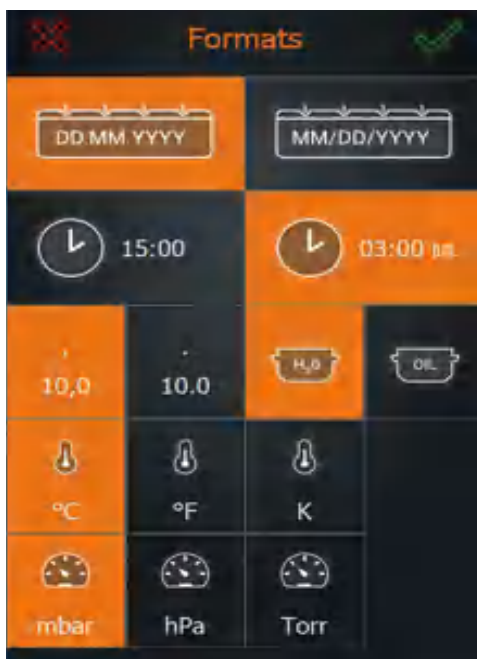 Formats
DD.MM.YYYY MM/DD/YYYY
15:00 03:00 p.m.
10,0 10.0 H₂O OIL
°C °F K
mbar hPa Torr